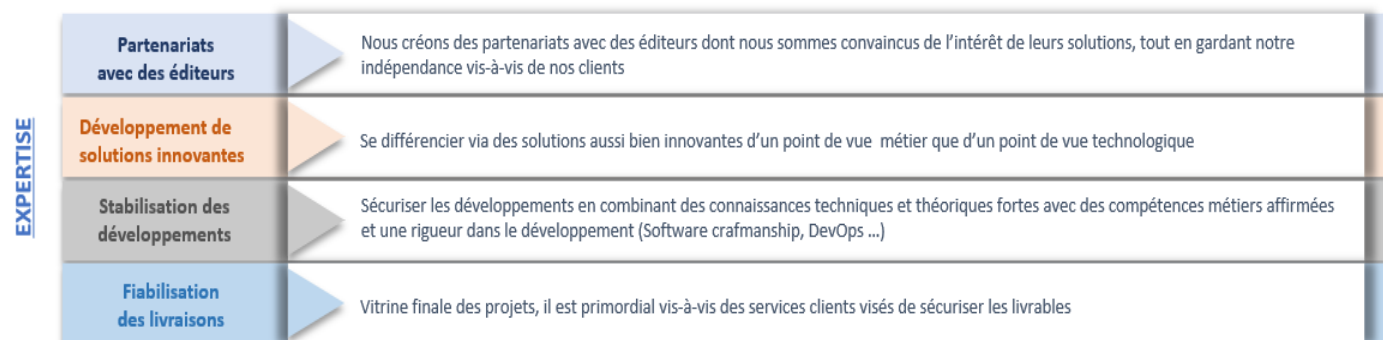 EXPERTISE
Partenariats
avec des éditeurs
Nous créons des partenariats avec des éditeurs dont nous sommes convaincus de l'intérêt de leurs solutions, tout en gardant notre
indépendance vis-à-vis de nos clients
Développement de
solutions innovantes
Se différencier via des solutions aussi bien innovantes d'un point de vue métier que d'un point de vue technologique
Stabilisation des
développements
Sécuriser les développements en combinant des connaissances techniques et théoriques fortes avec des compétences métiers affirmées
et une rigueur dans le développement (Software crafmanship, DevOps ...)
Fiabilisation
des livraisons
Vitrine finale des projets, il est primordial vis-à-vis des services clients visés de sécuriser les livrables